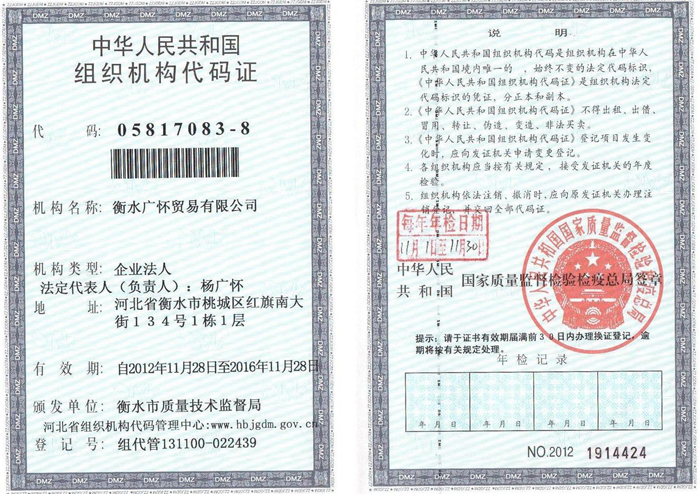 中华人民共和国
组织机构代码证
代 码: 05817083-8
机构名称: 衡水广怀贸易有限公司
机构类型: 企业法人
法定代表人（负责人）: 杨广怀
地 址: 河北省衡水市桃城区红旗南大
街134号1栋1层
有 效 期: 自2012年11月28日至2016年11月28日
颁发单位: 衡水市质量技术监督局
河北省组织机构代码管理中心:www.hbjgdm.gov.cn
登 记 号: 组代管131100-022439
说 明
1. 中华人民共和国组织机构代码是组织机构在中华人
民共和国境内唯一的、始终不变的法定代码标识，
《中华人民共和国组织机构代码证》是组织机构法定
代码标识的凭证，分正本和副本。
2. 《中华人民共和国组织机构代码证》不得出租、出借、
冒用、转让、伪造、变造、非法买卖。
3. 《中华人民共和国组织机构代码证》登记项目发生变
化时，应向发证机关申请变更登记。
4. 各组织机构应当按有关规定，接受发证机关的年度
检验。
5. 组织机构依法注销、撤消时，应向原发证机关办理注
销登记，并交回全部代码证。
每年年检日期
11月1日至11月30日
中华人民
共和国 国家质量监督检验检疫总局签章
中华人民共和国国家质量监督检验检疫总局
提示：请于证书有效期届满前30日内办理换证登记，逾
期将按有关规定处理。
年检记录
年 月 日 年 月 日 年 月 日 年 月 日
NO.2012 1914424